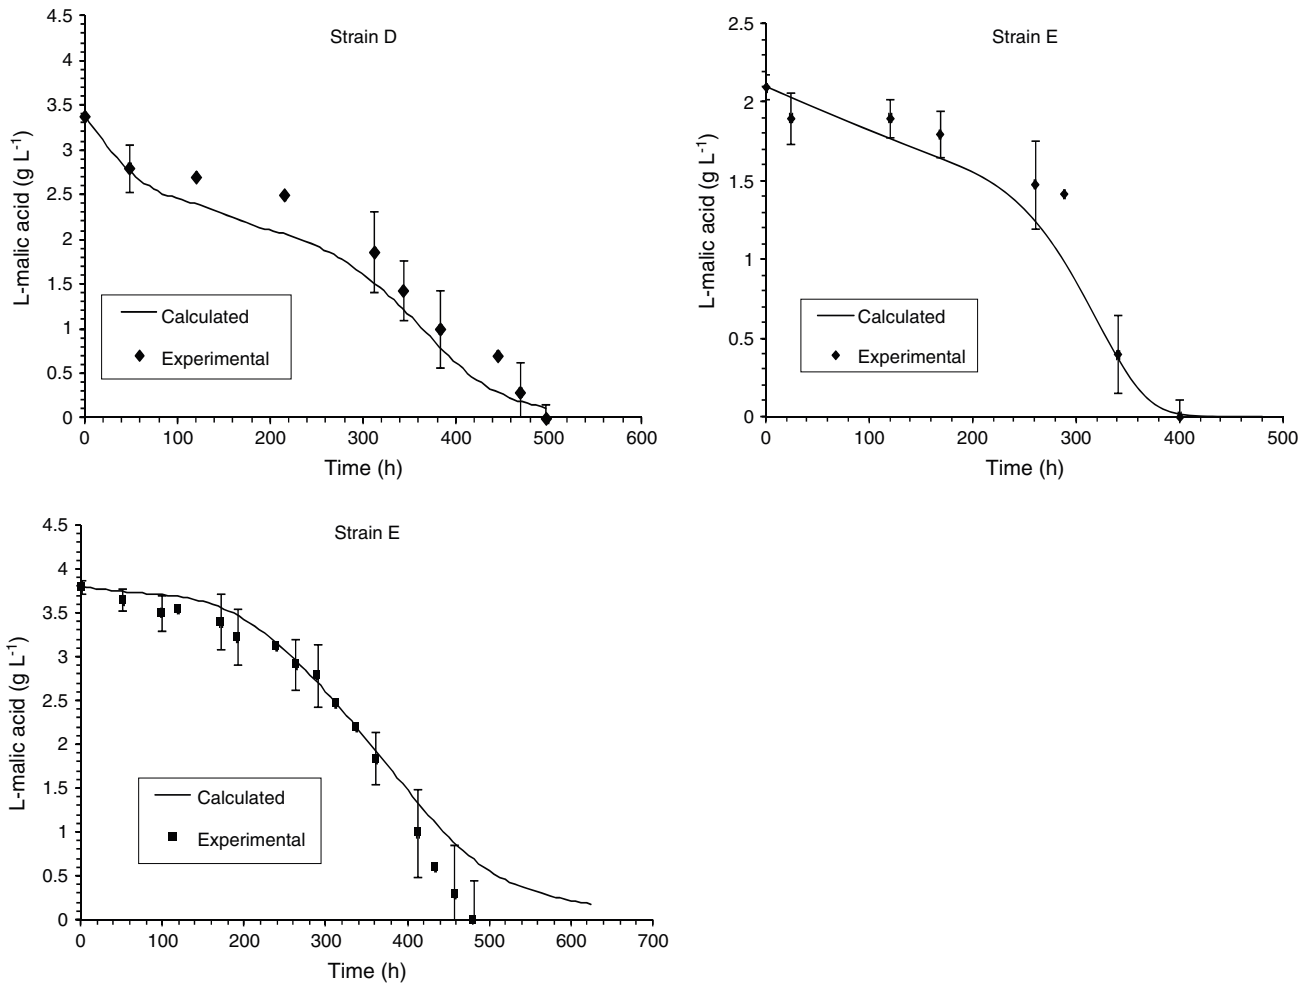 Strain D
L-malic acid (g L-1)
4.5
4
3.5
3
2.5
2
1.5
1
0.5
0
Calculated
Experimental
0 100 200 300 400 500 600
Time (h)
Strain E
L-malic acid (g L-1)
2.5
2
1.5
1
0.5
0
Calculated
Experimental
0 100 200 300 400 500
Time (h)
Strain E
L-malic acid (g L-1)
4.5
4
3.5
3
2.5
2
1.5
1
0.5
0
Calculated
Experimental
0 100 200 300 400 500 600 700
Time (h)